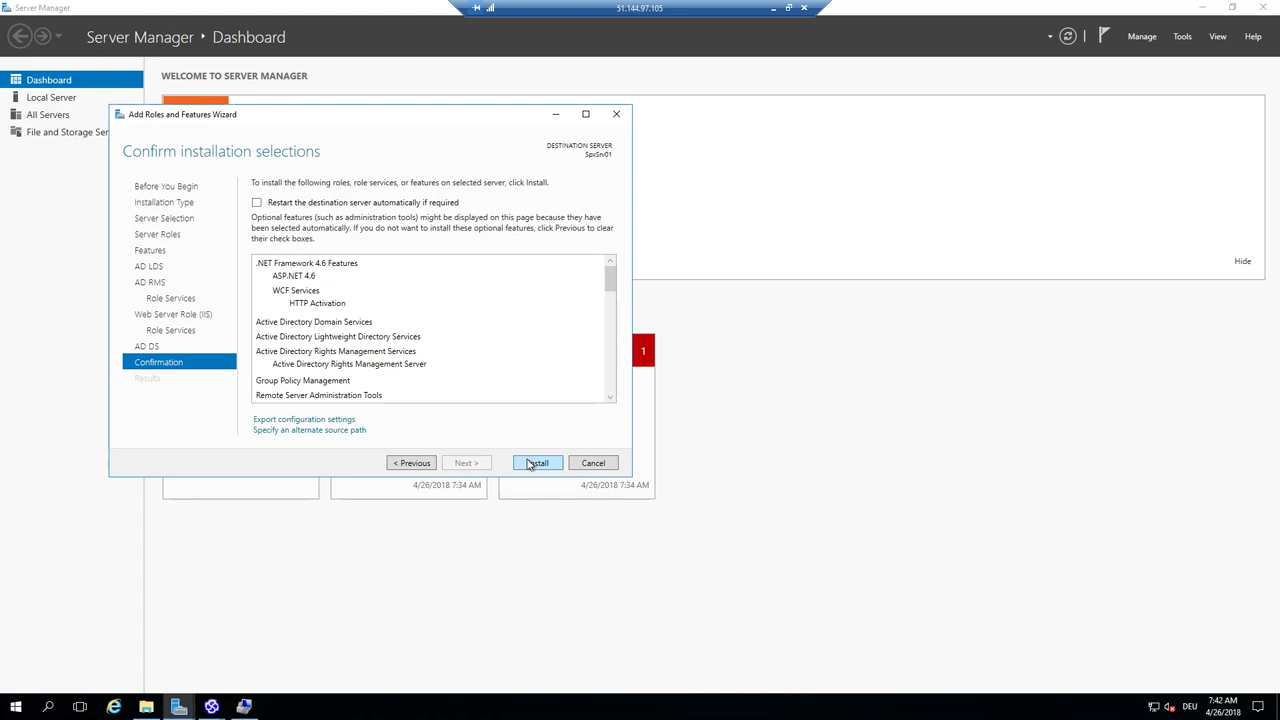 Server Manager
51.144.97.105
Server Manager
Dashboard
Manage
Tools
View
Help
Dashboard
Local Server
All Servers
File and Storage Ser
WELCOME TO SERVER MANAGER
Hide
Add Roles and Features Wizard
Confirm installation selections
DESTINATION SERVER
SpxSrv01
Before You Begin
Installation Type
Server Selection
Server Roles
Features
AD LDS
AD RMS
Role Services
Web Server Role (IIS)
Role Services
AD DS
Confirmation
Results
To install the following roles, role services, or features on selected server, click Install.
Restart the destination server automatically if required
Optional features (such as administration tools) might be displayed on this page because they have
been selected automatically. If you do not want to install these optional features, click Previous to clear
their check boxes.
.NET Framework 4.6 Features
ASP.NET 4.6
WCF Services
HTTP Activation
Active Directory Domain Services
Active Directory Lightweight Directory Services
Active Directory Rights Management Services
Active Directory Rights Management Server
Group Policy Management
Remote Server Administration Tools
Export configuration settings
Specify an alternate source path
< Previous
Next >
Install
Cancel
1
4/26/2018 7:34 AM
4/26/2018 7:34 AM
DEU
7:42 AM
4/26/2018